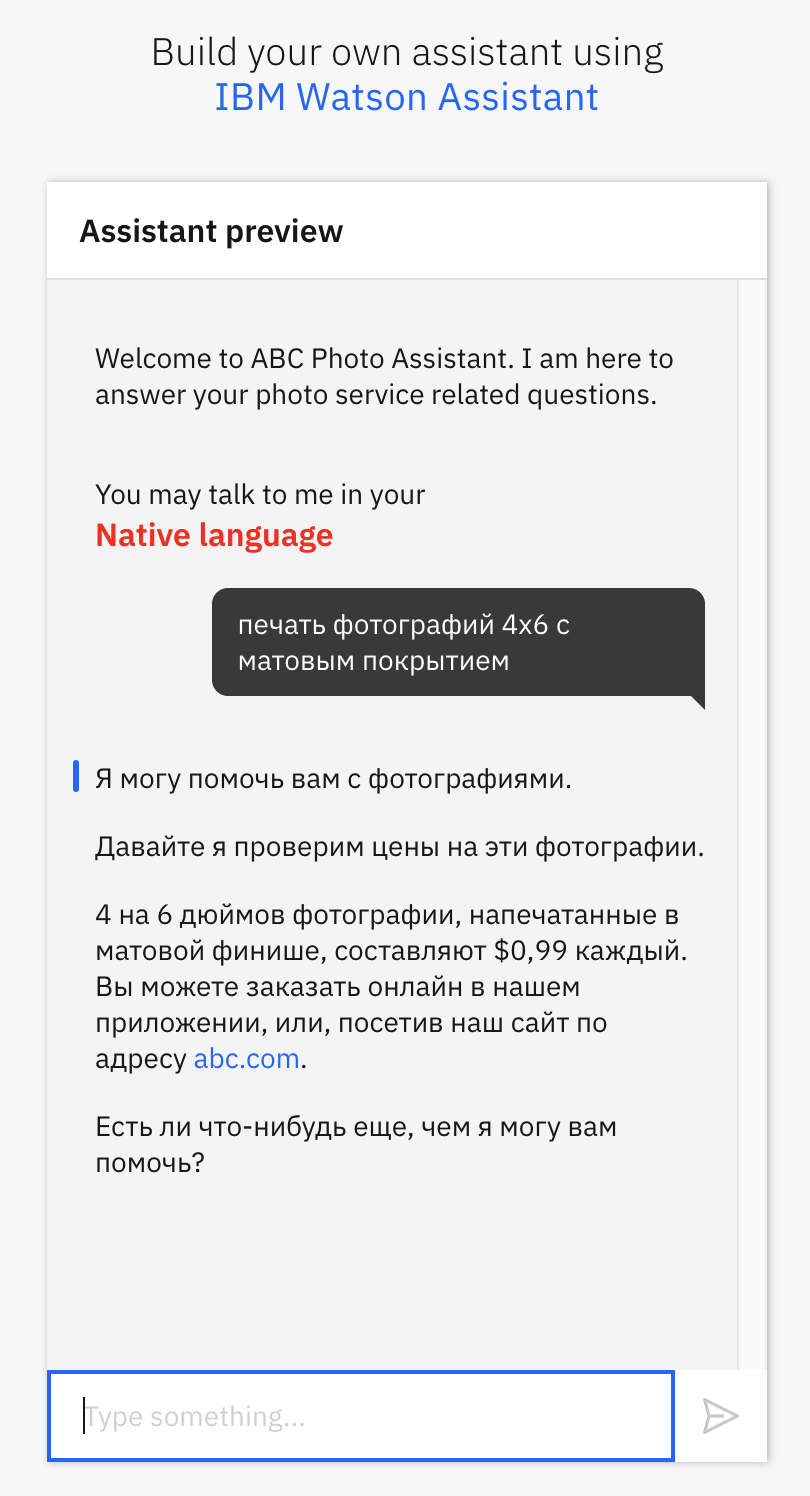 Build your own assistant using
IBM Watson Assistant
Assistant preview
Welcome to ABC Photo Assistant. I am here to
answer your photo service related questions.
You may talk to me in your
Native language
печать фотографий 4x6 с
матовым покрытием
Я могу помочь вам с фотографиями.
Давайте я проверим цены на эти фотографии.
4 на 6 дюймов фотографии, напечатанные в
матовой финише, составляют $0,99 каждый.
Вы можете заказать онлайн в нашем
приложении, или, посетив наш сайт по
адресу abc.com.
Есть ли что-нибудь еще, чем я могу вам
помочь?
Type something...